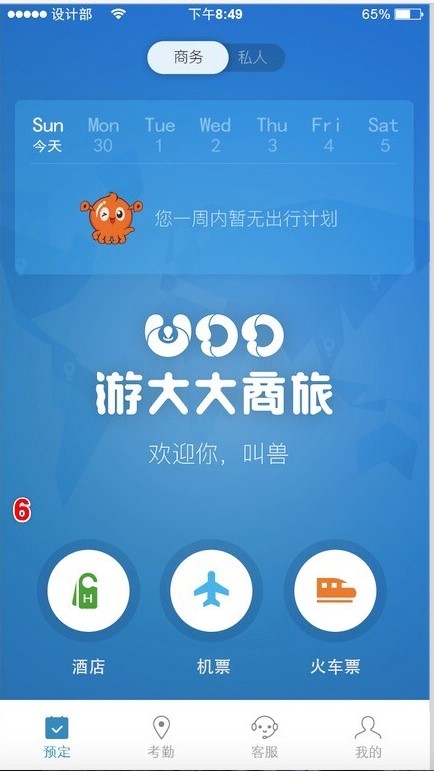 设计部 下午8:49 65%
商务 私人
Sun Mon Tue Wed Thu Fri Sat
今天 30 1 2 3 4 5
您一周内暂无出行计划
游大大商旅
欢迎你，叫兽
6
H
酒店 机票 火车票
预定 考勤 客服 我的